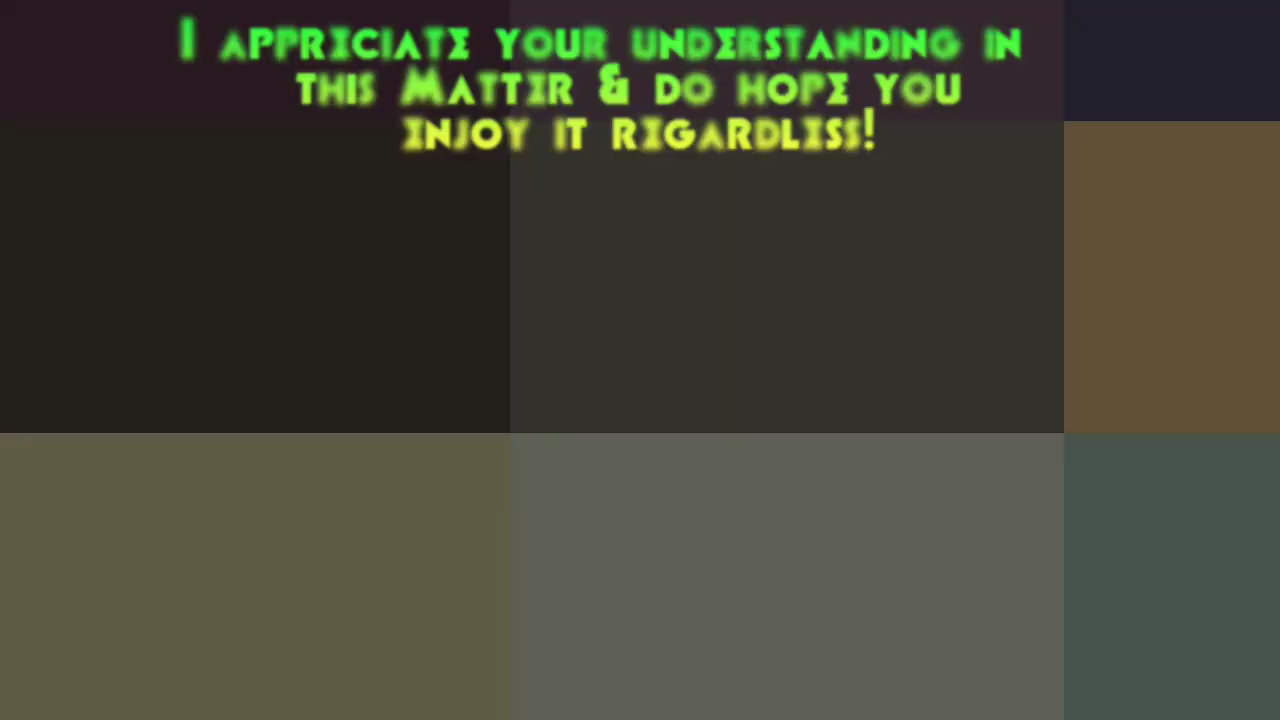 I appreciate your understanding in
this Matter & do hope you
enjoy it regardless!